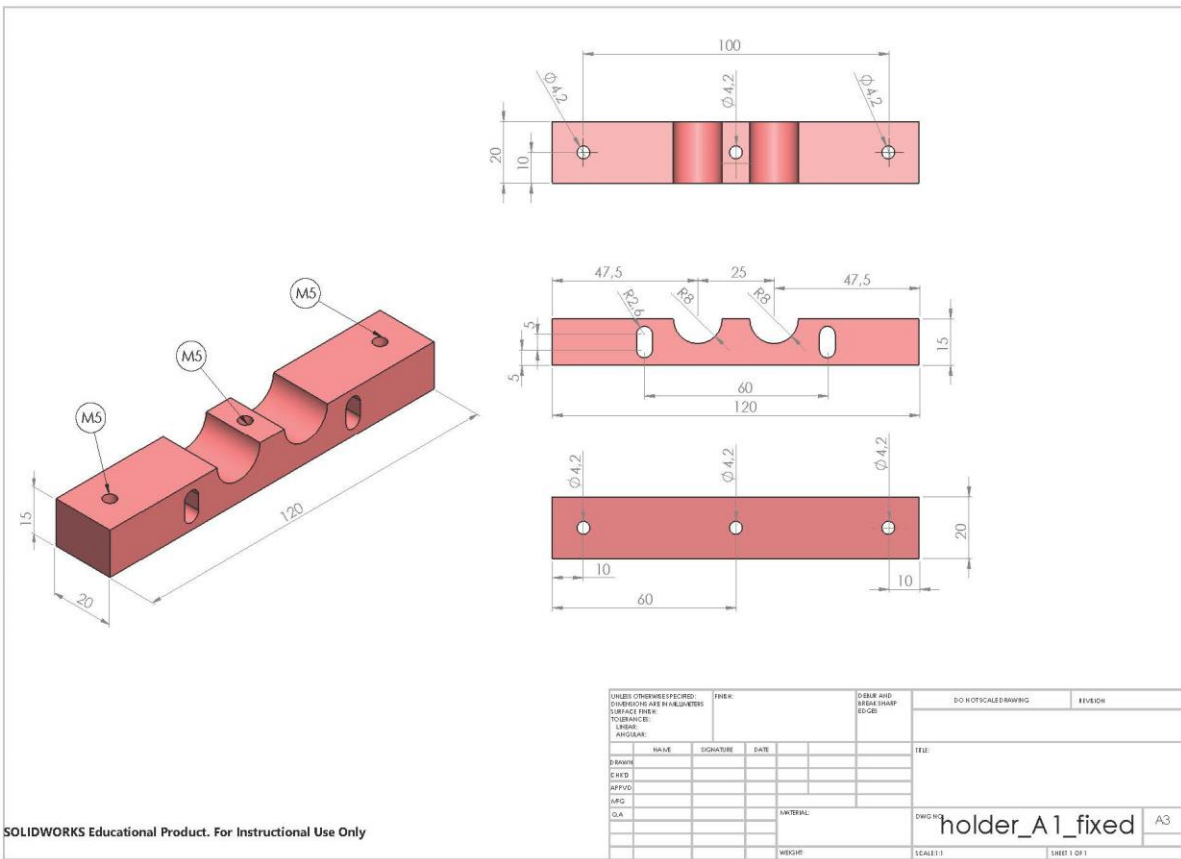 100
Ø4,2
Ø4,2
Ø4,2
20
10
47,5
25
47,5
R2,6
R8
R8
5
5
15
60
120
M5
M5
M5
15
20
120
Ø4,2
Ø4,2
Ø4,2
20
10
10
60
UNLESS OTHERWISE SPECIFIED:
DIMENSIONS ARE IN MILLIMETERS
SURFACE FINISH:
TOLERANCES:
LINEAR:
ANGULAR:
FINISH:
DEBUR AND
BREAK SHARP
EDGES
DO NOT SCALE DRAWING
REVISION
NAME
SIGNATURE
DATE
TITLE:
DRAWN
CHK'D
APPV'D
MFG
Q.A
MATERIAL:
DWG NO.
holder_A1_fixed
A3
WEIGHT:
SCALE:1:1
SHEET 1 OF 1
SOLIDWORKS Educational Product. For Instructional Use Only